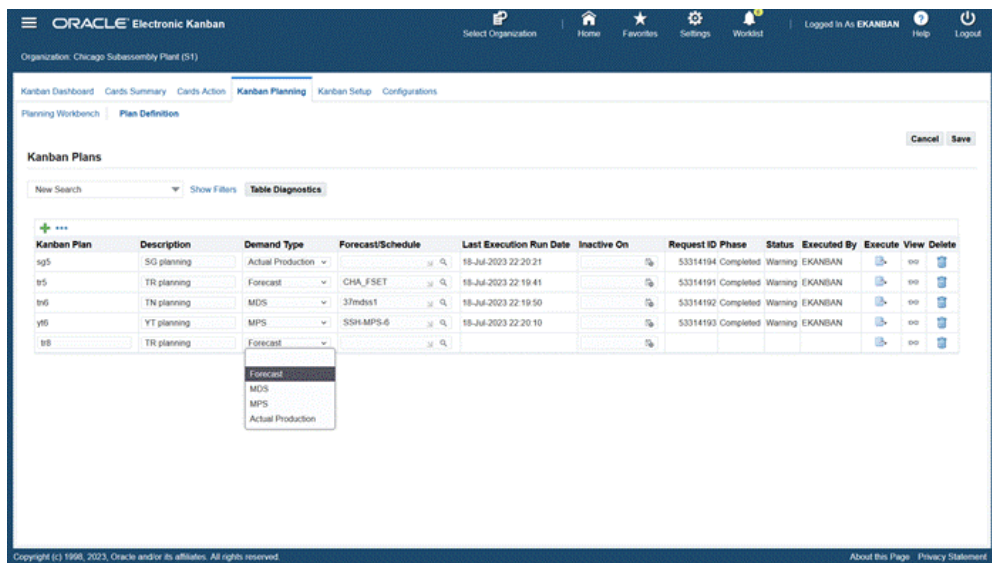 ORACLE Electronic Kanban
Select Organization Home Favorites Settings Worklist Logged In As EKANBAN Help Logout
Organization: Chicago Subassembly Plant (S1)
Kanban Dashboard Cards Summary Cards Action Kanban Planning Kanban Setup Configurations
Planning Workbench Plan Definition
Cancel Save
Kanban Plans
New Search Show Filters Table Diagnostics
Kanban Plan Description Demand Type Forecast/Schedule Last Execution Run Date Inactive On Request ID Phase Status Executed By Execute View Delete
sg5 SG planning Actual Production 18-Jul-2023 22:20:21 53314194 Completed Warning EKANBAN
tr5 TR planning Forecast CHA_FSET 18-Jul-2023 22:19:41 53314191 Completed Warning EKANBAN
tn6 TN planning MDS 37mdss1 18-Jul-2023 22:19:50 53314192 Completed Warning EKANBAN
yt6 YT planning MPS SSH-MPS-6 18-Jul-2023 22:20:10 53314193 Completed Warning EKANBAN
tr8 TR planning Forecast
Forecast
MDS
MPS
Actual Production
Copyright (c) 1998, 2023, Oracle and/or its affiliates. All rights reserved. About this Page Privacy Statement